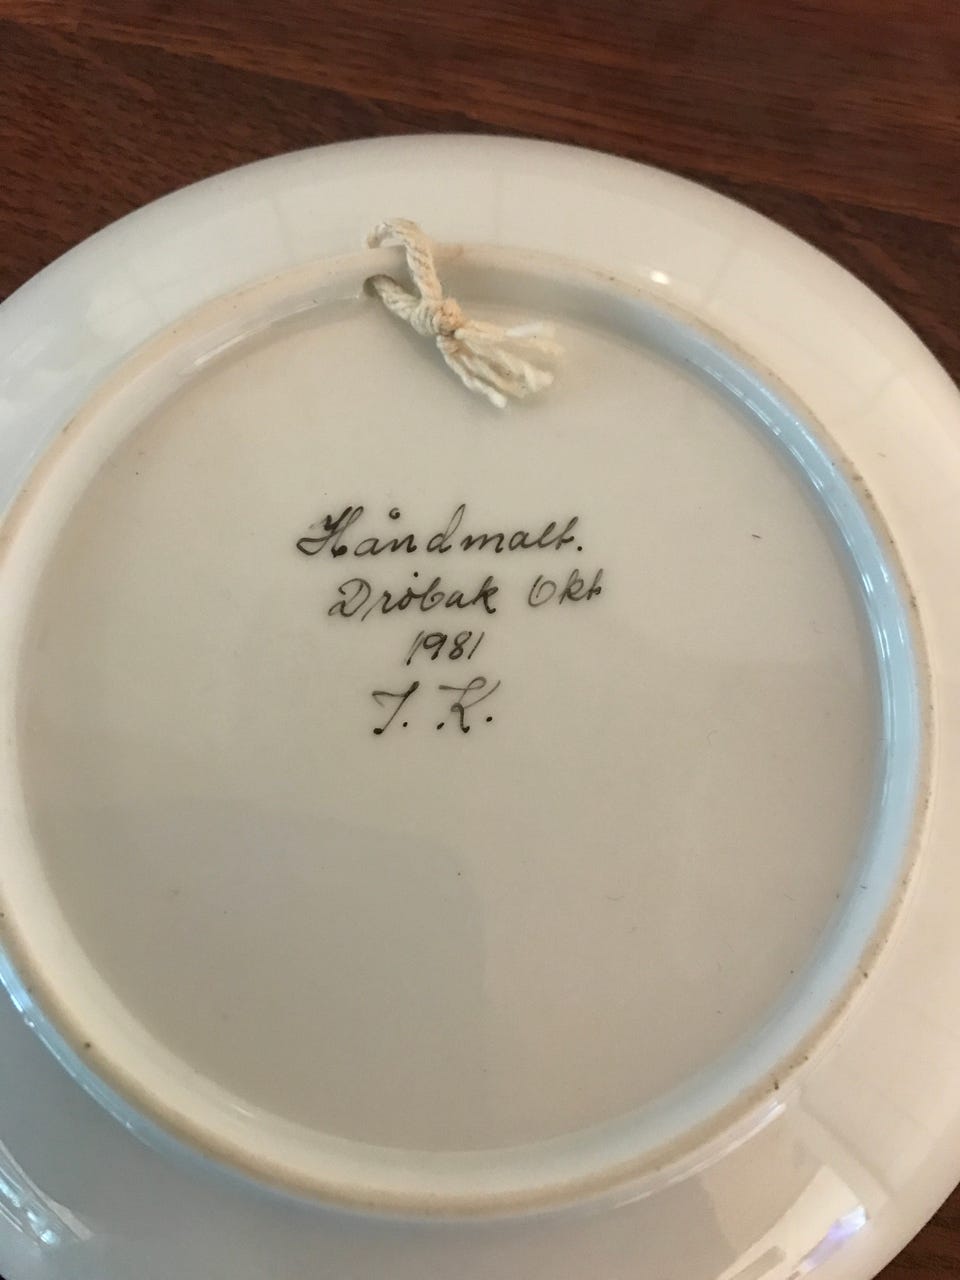 Håndmalt.
Drøbak Okt
1981
I. K.